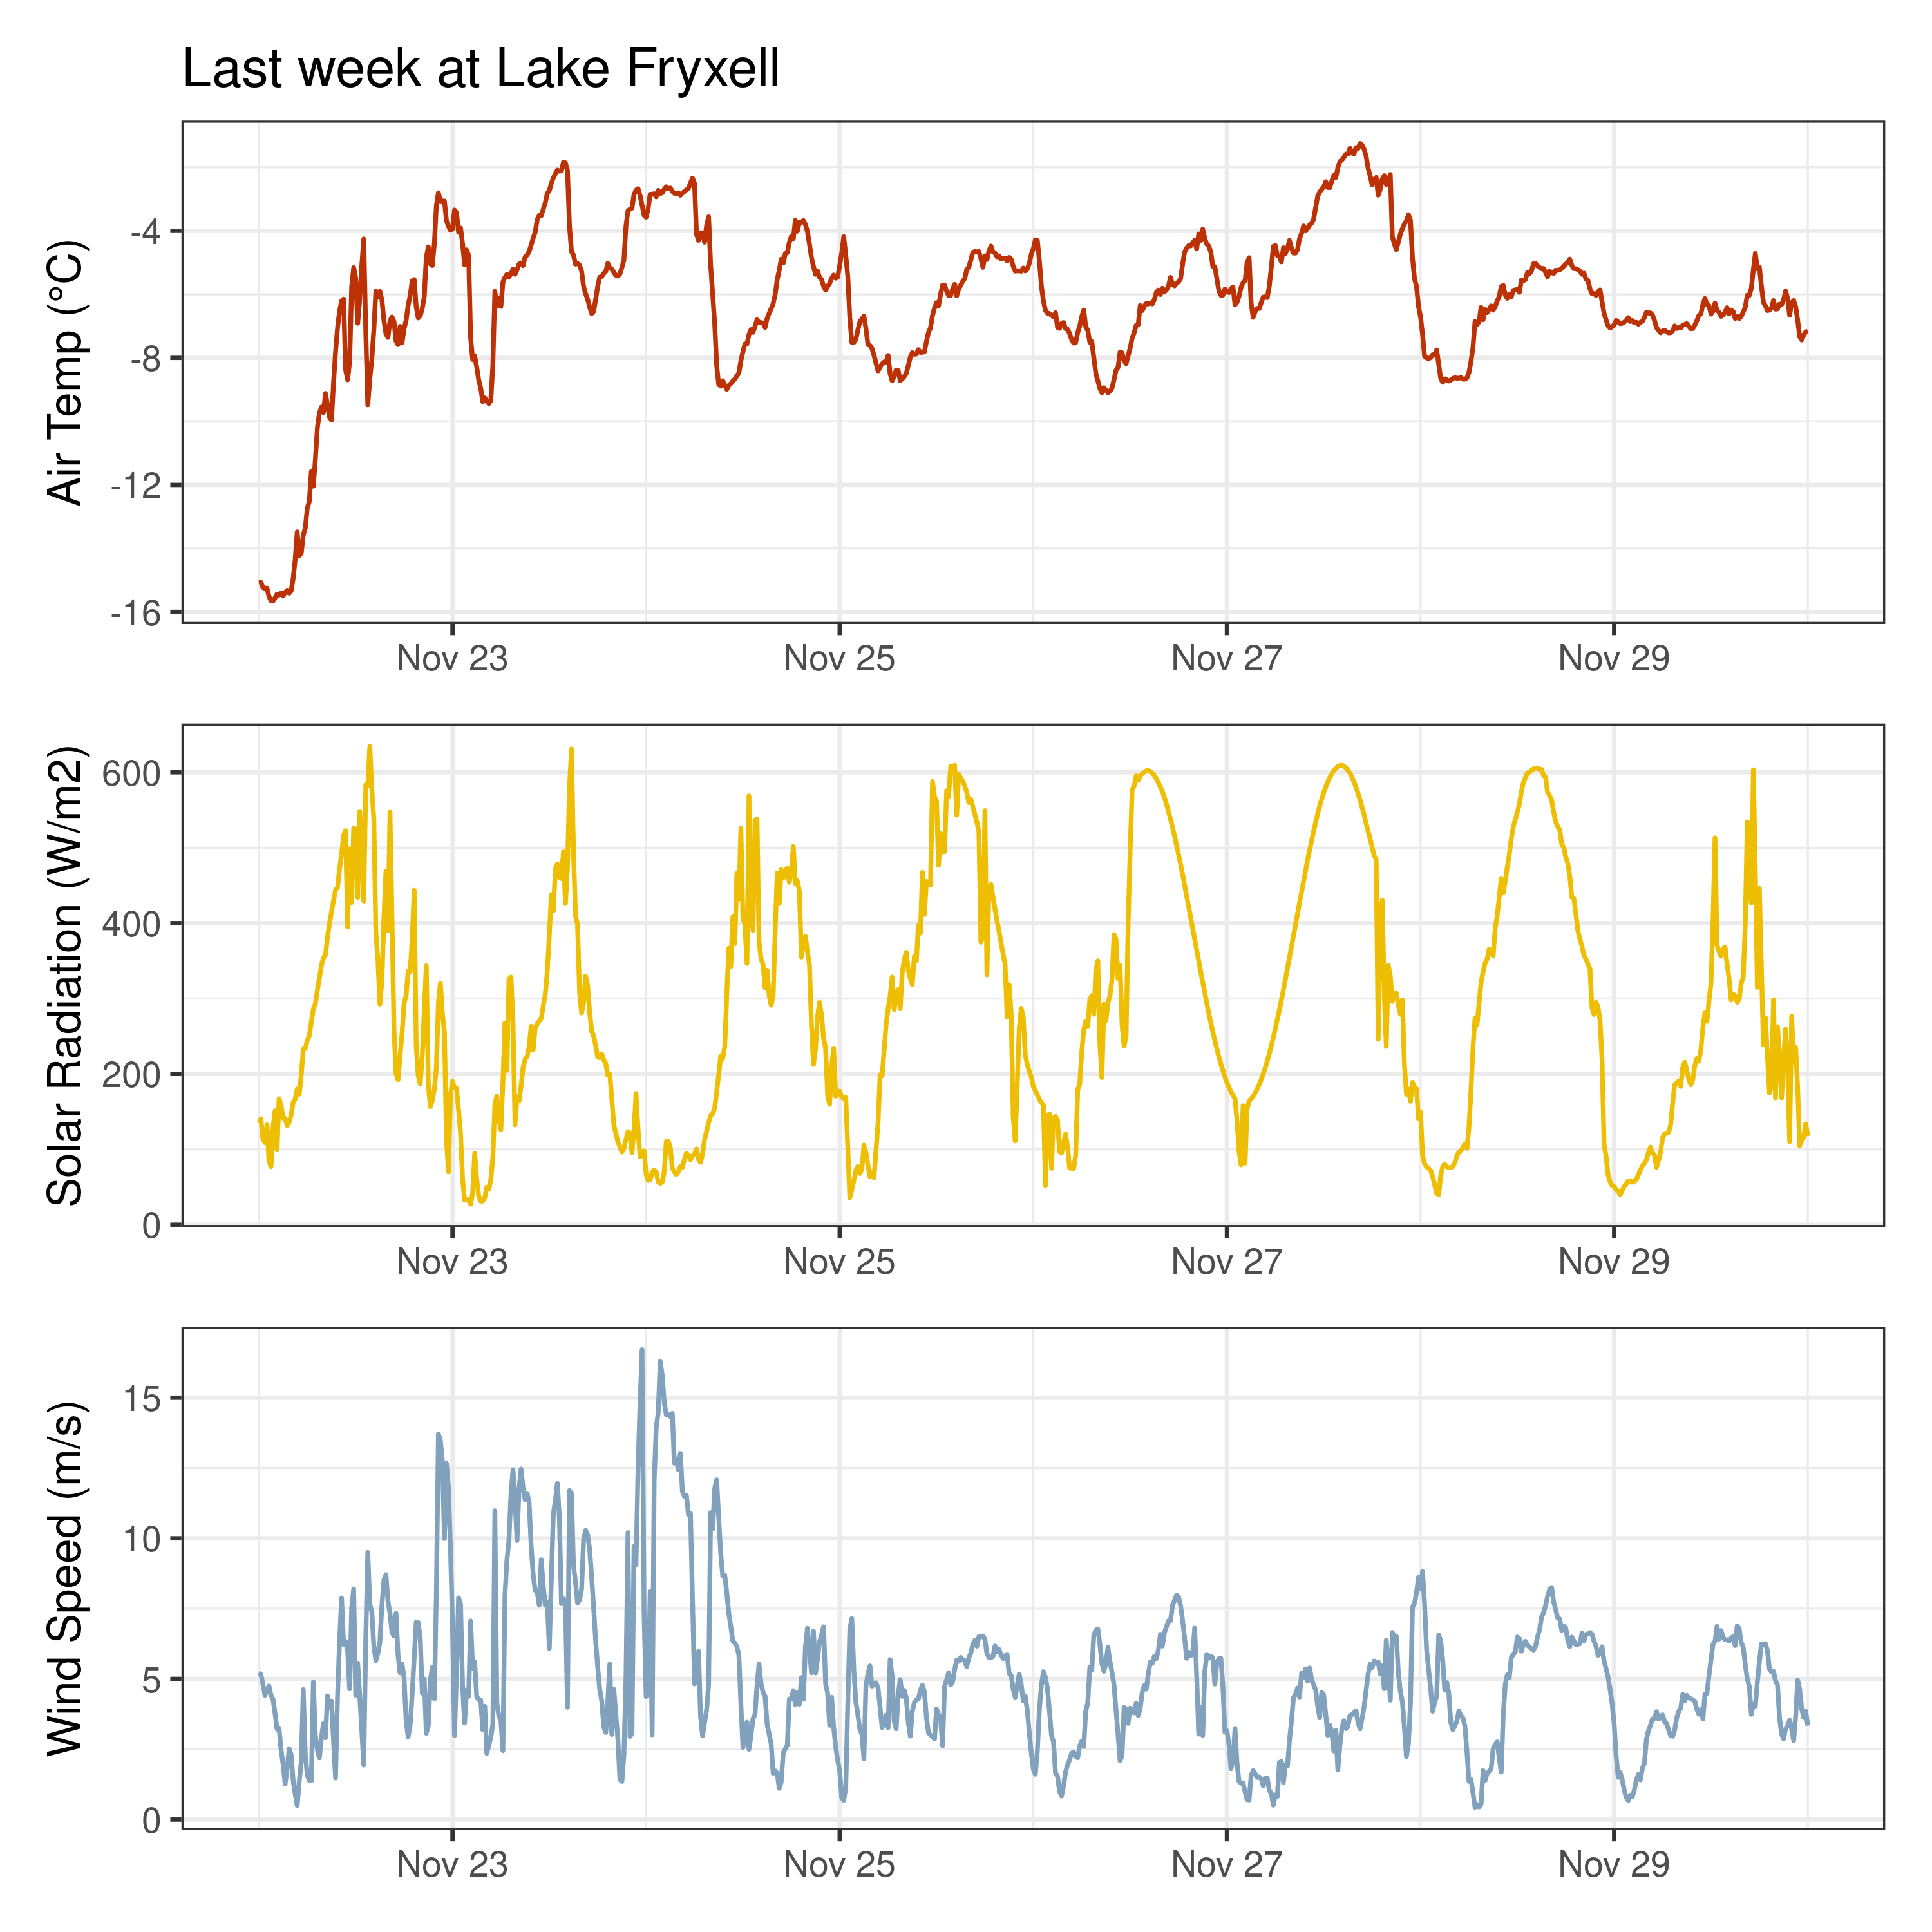 Last week at Lake Fryxell
Air Temp (°C)
-4
-8
-12
-16
Nov 23 Nov 25 Nov 27 Nov 29
Solar Radiation (W/m2)
600
400
200
0
Nov 23 Nov 25 Nov 27 Nov 29
Wind Speed (m/s)
15
10
5
0
Nov 23 Nov 25 Nov 27 Nov 29